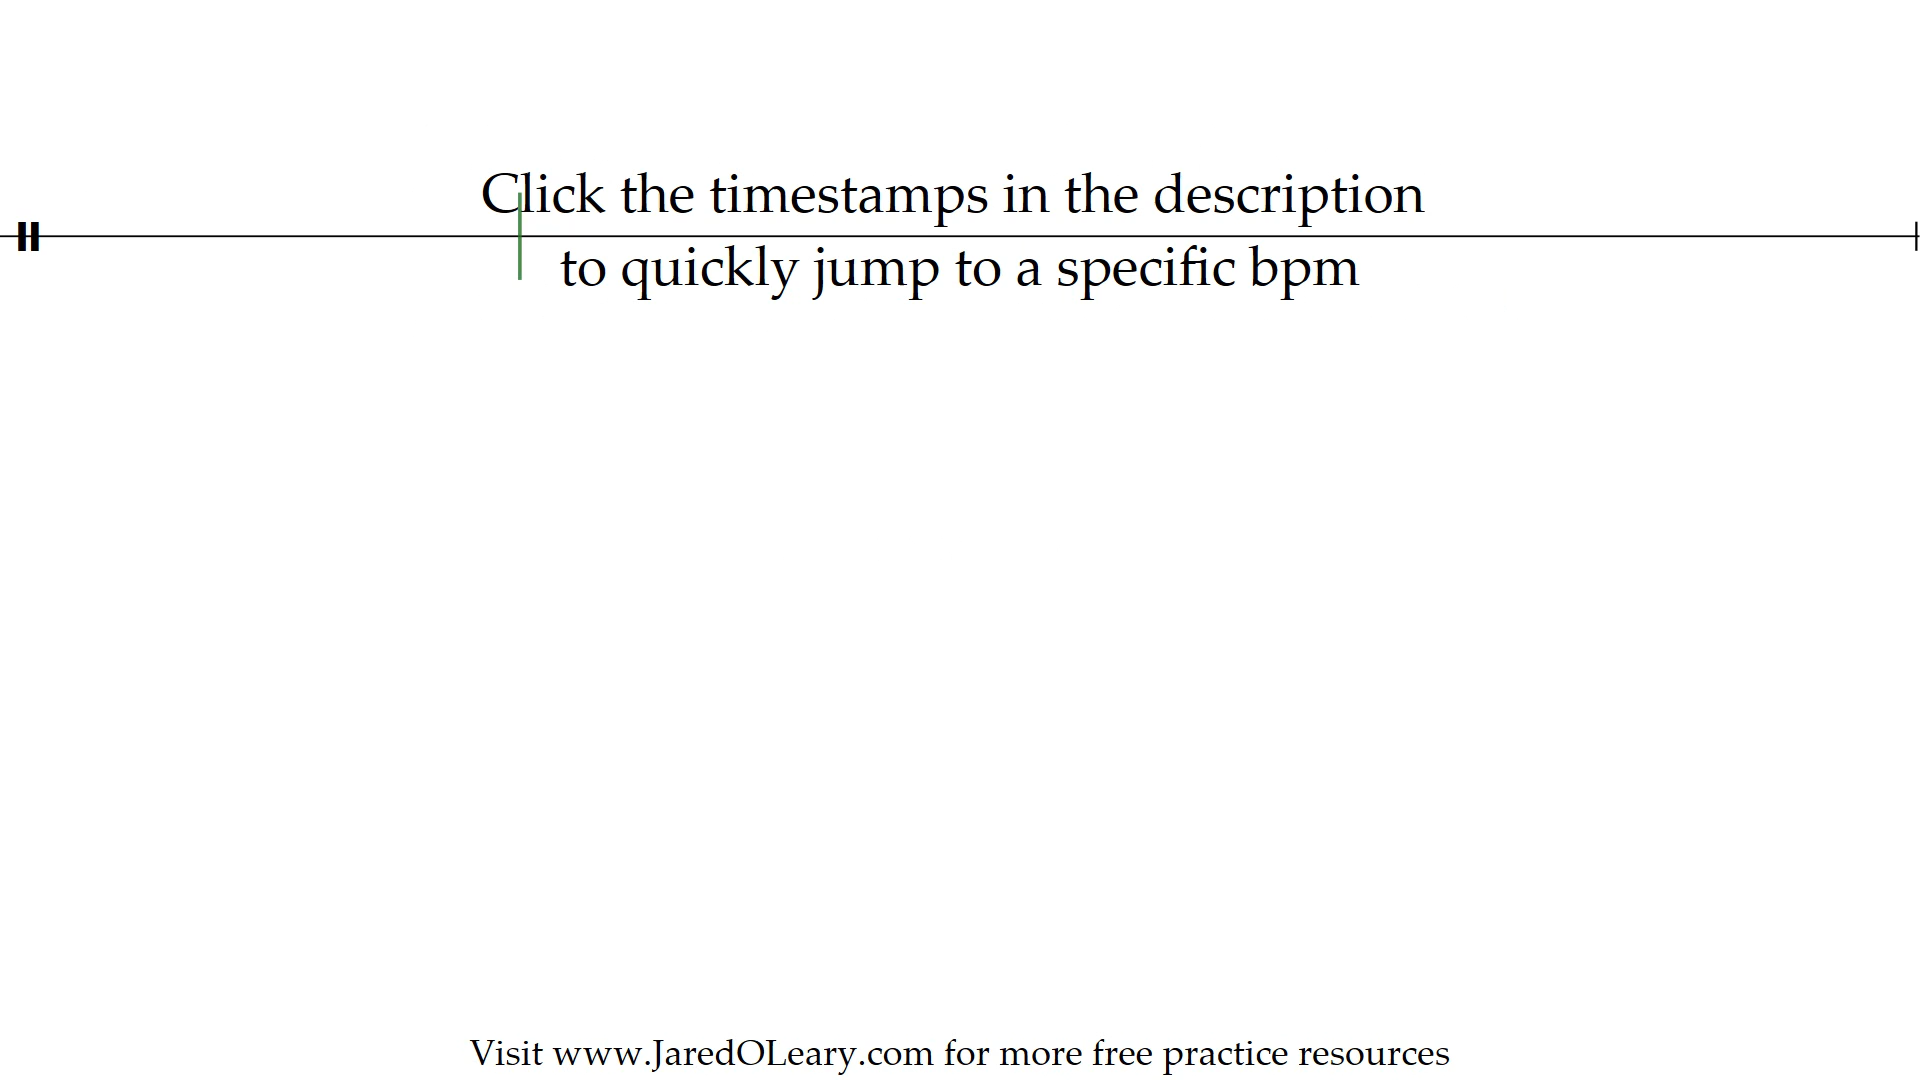 Click the timestamps in the description
to quickly jump to a specific bpm
Visit www.JaredOLeary.com for more free practice resources